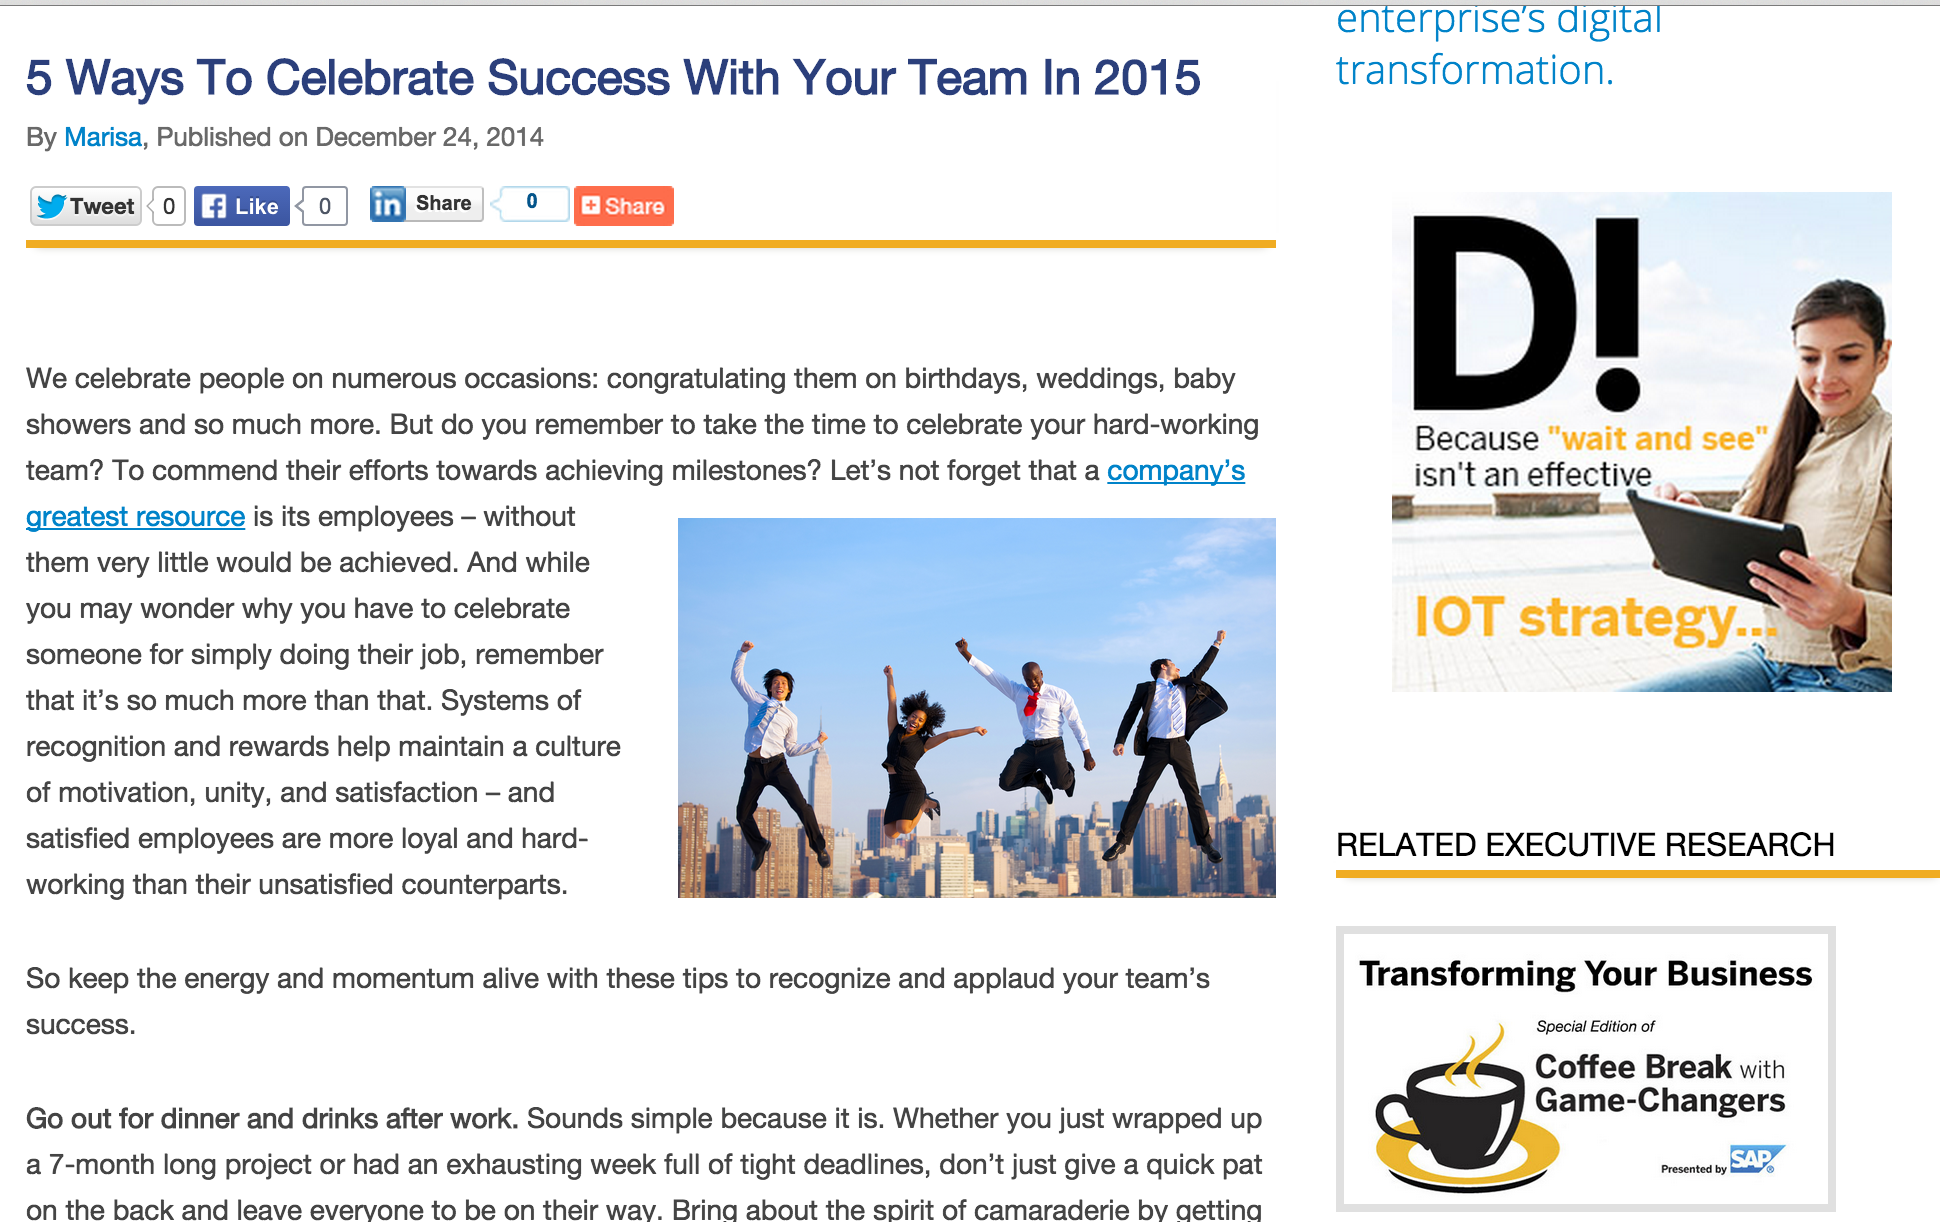 5 Ways To Celebrate Success With Your Team In 2015
By Marisa, Published on December 24, 2014
Tweet 0 Like 0 in Share 0 Share
We celebrate people on numerous occasions: congratulating them on birthdays, weddings, baby
showers and so much more. But do you remember to take the time to celebrate your hard-working
team? To commend their efforts towards achieving milestones? Let’s not forget that a company’s
greatest resource is its employees – without
them very little would be achieved. And while
you may wonder why you have to celebrate
someone for simply doing their job, remember
that it’s so much more than that. Systems of
recognition and rewards help maintain a culture
of motivation, unity, and satisfaction – and
satisfied employees are more loyal and hard-
working than their unsatisfied counterparts.
So keep the energy and momentum alive with these tips to recognize and applaud your team’s
success.
Go out for dinner and drinks after work. Sounds simple because it is. Whether you just wrapped up
a 7-month long project or had an exhausting week full of tight deadlines, don’t just give a quick pat
on the back and leave everyone to be on their way. Bring about the spirit of camaraderie by getting
enterprise’s digital
transformation.
D!
Because "wait and see"
isn't an effective
IOT strategy...
RELATED EXECUTIVE RESEARCH
Transforming Your Business
Special Edition of
Coffee Break with
Game-Changers
Presented by SAP®